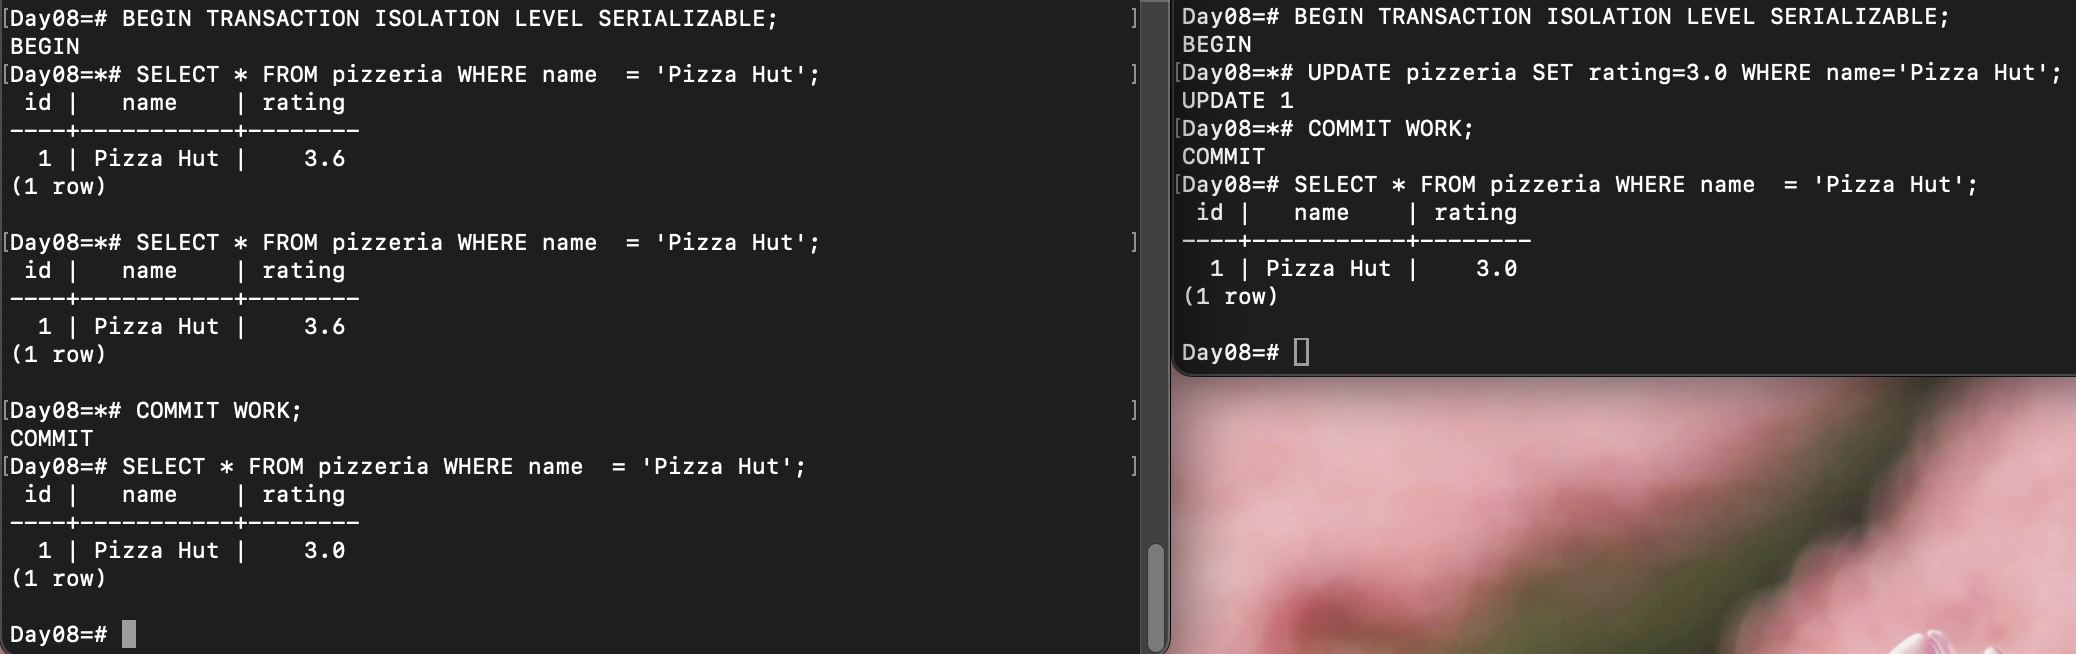 Day08=# BEGIN TRANSACTION ISOLATION LEVEL SERIALIZABLE;
BEGIN
Day08=*# SELECT * FROM pizzeria WHERE name  = 'Pizza Hut';
 id |   name    | rating
----+-----------+--------
  1 | Pizza Hut |    3.6
(1 row)

Day08=*# SELECT * FROM pizzeria WHERE name  = 'Pizza Hut';
 id |   name    | rating
----+-----------+--------
  1 | Pizza Hut |    3.6
(1 row)

Day08=*# COMMIT WORK;
COMMIT
Day08=# SELECT * FROM pizzeria WHERE name  = 'Pizza Hut';
 id |   name    | rating
----+-----------+--------
  1 | Pizza Hut |    3.0
(1 row)

Day08=#
Day08=# BEGIN TRANSACTION ISOLATION LEVEL SERIALIZABLE;
BEGIN
Day08=*# UPDATE pizzeria SET rating=3.0 WHERE name='Pizza Hut';
UPDATE 1
Day08=*# COMMIT WORK;
COMMIT
Day08=# SELECT * FROM pizzeria WHERE name  = 'Pizza Hut';
 id |   name    | rating
----+-----------+--------
  1 | Pizza Hut |    3.0
(1 row)

Day08=#